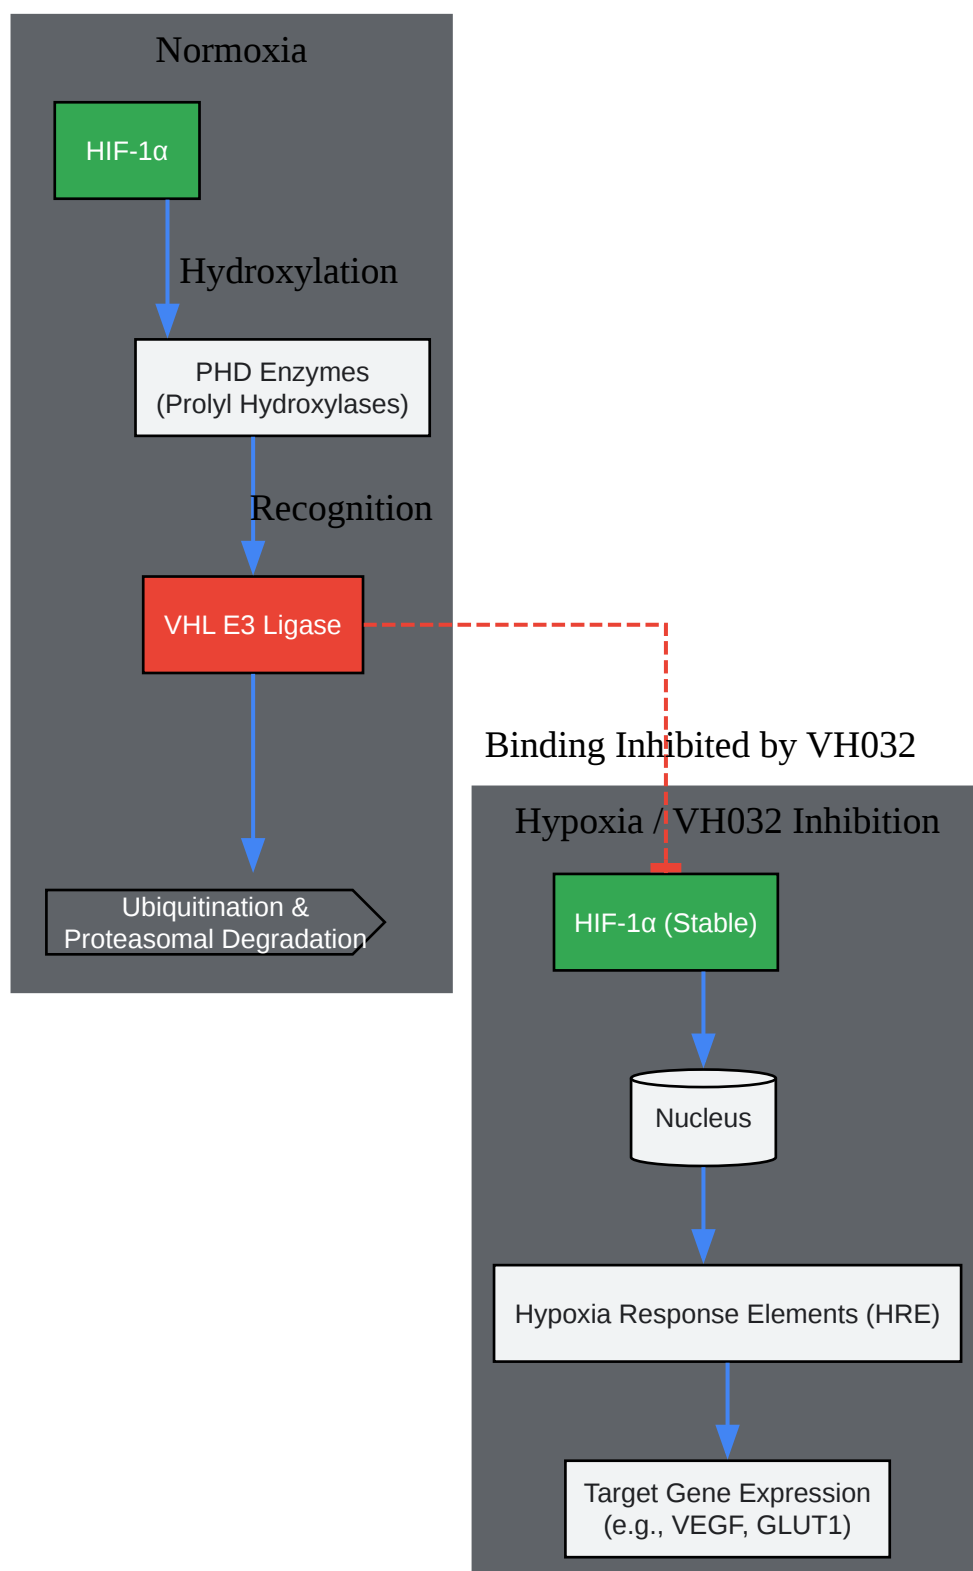 Normoxia
HIF-1α
Hydroxylation
PHD Enzymes
(Prolyl Hydroxylases)
Recognition
VHL E3 Ligase
Ubiquitination &
Proteasomal Degradation
Binding Inhibited by VH032
Hypoxia / VH032 Inhibition
HIF-1α (Stable)
Nucleus
Hypoxia Response Elements (HRE)
Target Gene Expression
(e.g., VEGF, GLUT1)